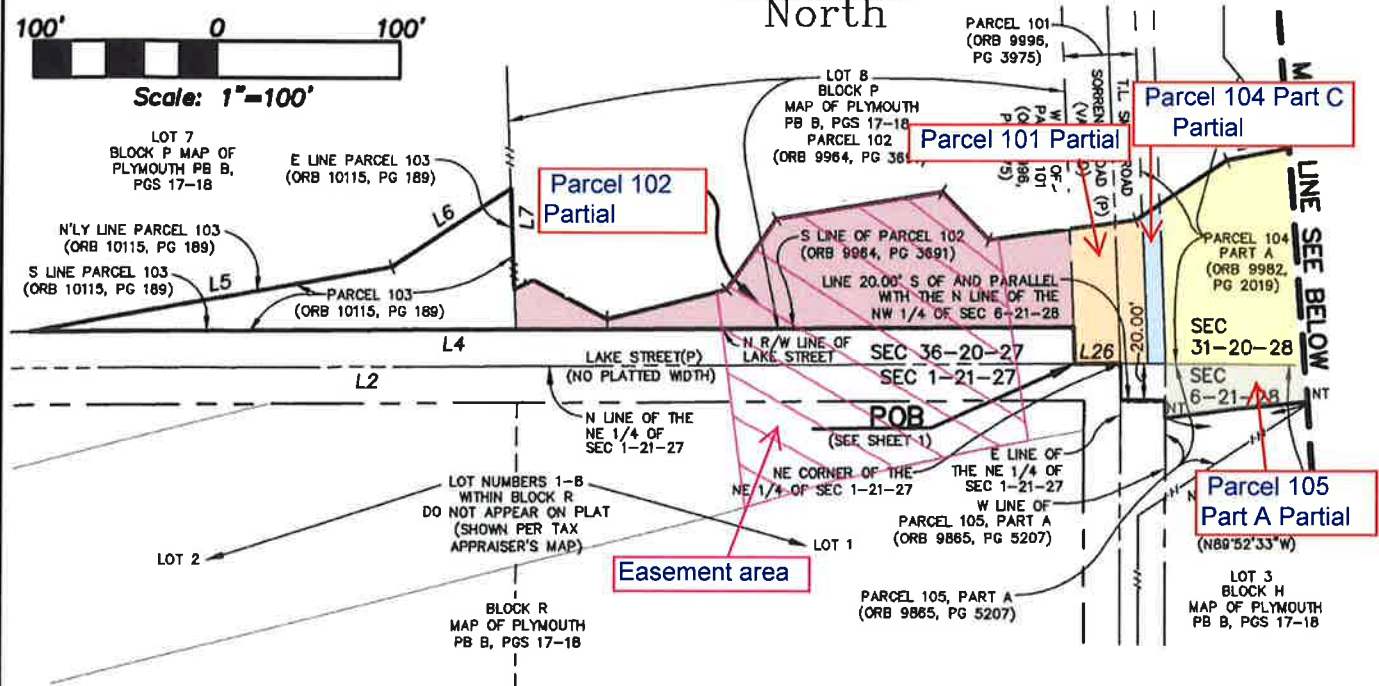 North
100' 0 100'
Scale: 1"=100'
LOT 7
BLOCK P MAP OF
PLYMOUTH PB B,
PGS 17-18
E LINE PARCEL 103
(ORB 10115, PG 189)
N'LY LINE PARCEL 103
(ORB 10115, PG 189)
S LINE PARCEL 103
(ORB 10115, PG 189)
L5
L6
L7
PARCEL 103
(ORB 10115, PG 189)
Parcel 102
Partial
LOT 8
BLOCK P
MAP OF PLYMOUTH
PB B, PGS 17-18
PARCEL 102
(ORB 9964, PG
PARCEL 101
(ORB 9996,
PG 3975)
Parcel 101 Partial
Parcel 104 Part C
Partial
S LINE OF PARCEL 102
(ORB 9964, PG 3691)
LINE 20.00' S OF AND PARALLEL
WITH THE N LINE OF THE
NW 1/4 OF SEC 6-21-28
PARCEL 104
PART A
(ORB 9982,
PG 2019)
LINE SEE BELOW
L4
L2
LAKE STREET(P)
(NO PLATTED WIDTH)
N R/W LINE OF
LAKE STREET
SEC 36-20-27
SEC 1-21-27
L26
20.00'
SEC
31-20-28
SEC
6-21-28
NT
NT
N LINE OF THE
NE 1/4 OF
SEC 1-21-27
POB
(SEE SHEET 1)
NE CORNER OF THE
NE 1/4 OF SEC 1-21-27
E LINE OF
THE NE 1/4 OF
SEC 1-21-27
W LINE OF
PARCEL 105, PART A
(ORB 9865, PG 5207)
Parcel 105
Part A Partial
(N89°52'33"W)
LOT NUMBERS 1-8
WITHIN BLOCK R
DO NOT APPEAR ON PLAT
(SHOWN PER TAX
APPRAISER'S MAP)
LOT 2
LOT 1
Easement area
PARCEL 105, PART A
(ORB 9865, PG 5207)
LOT 3
BLOCK H
MAP OF PLYMOUTH
PB B, PGS 17-18
BLOCK R
MAP OF PLYMOUTH
PB B, PGS 17-18